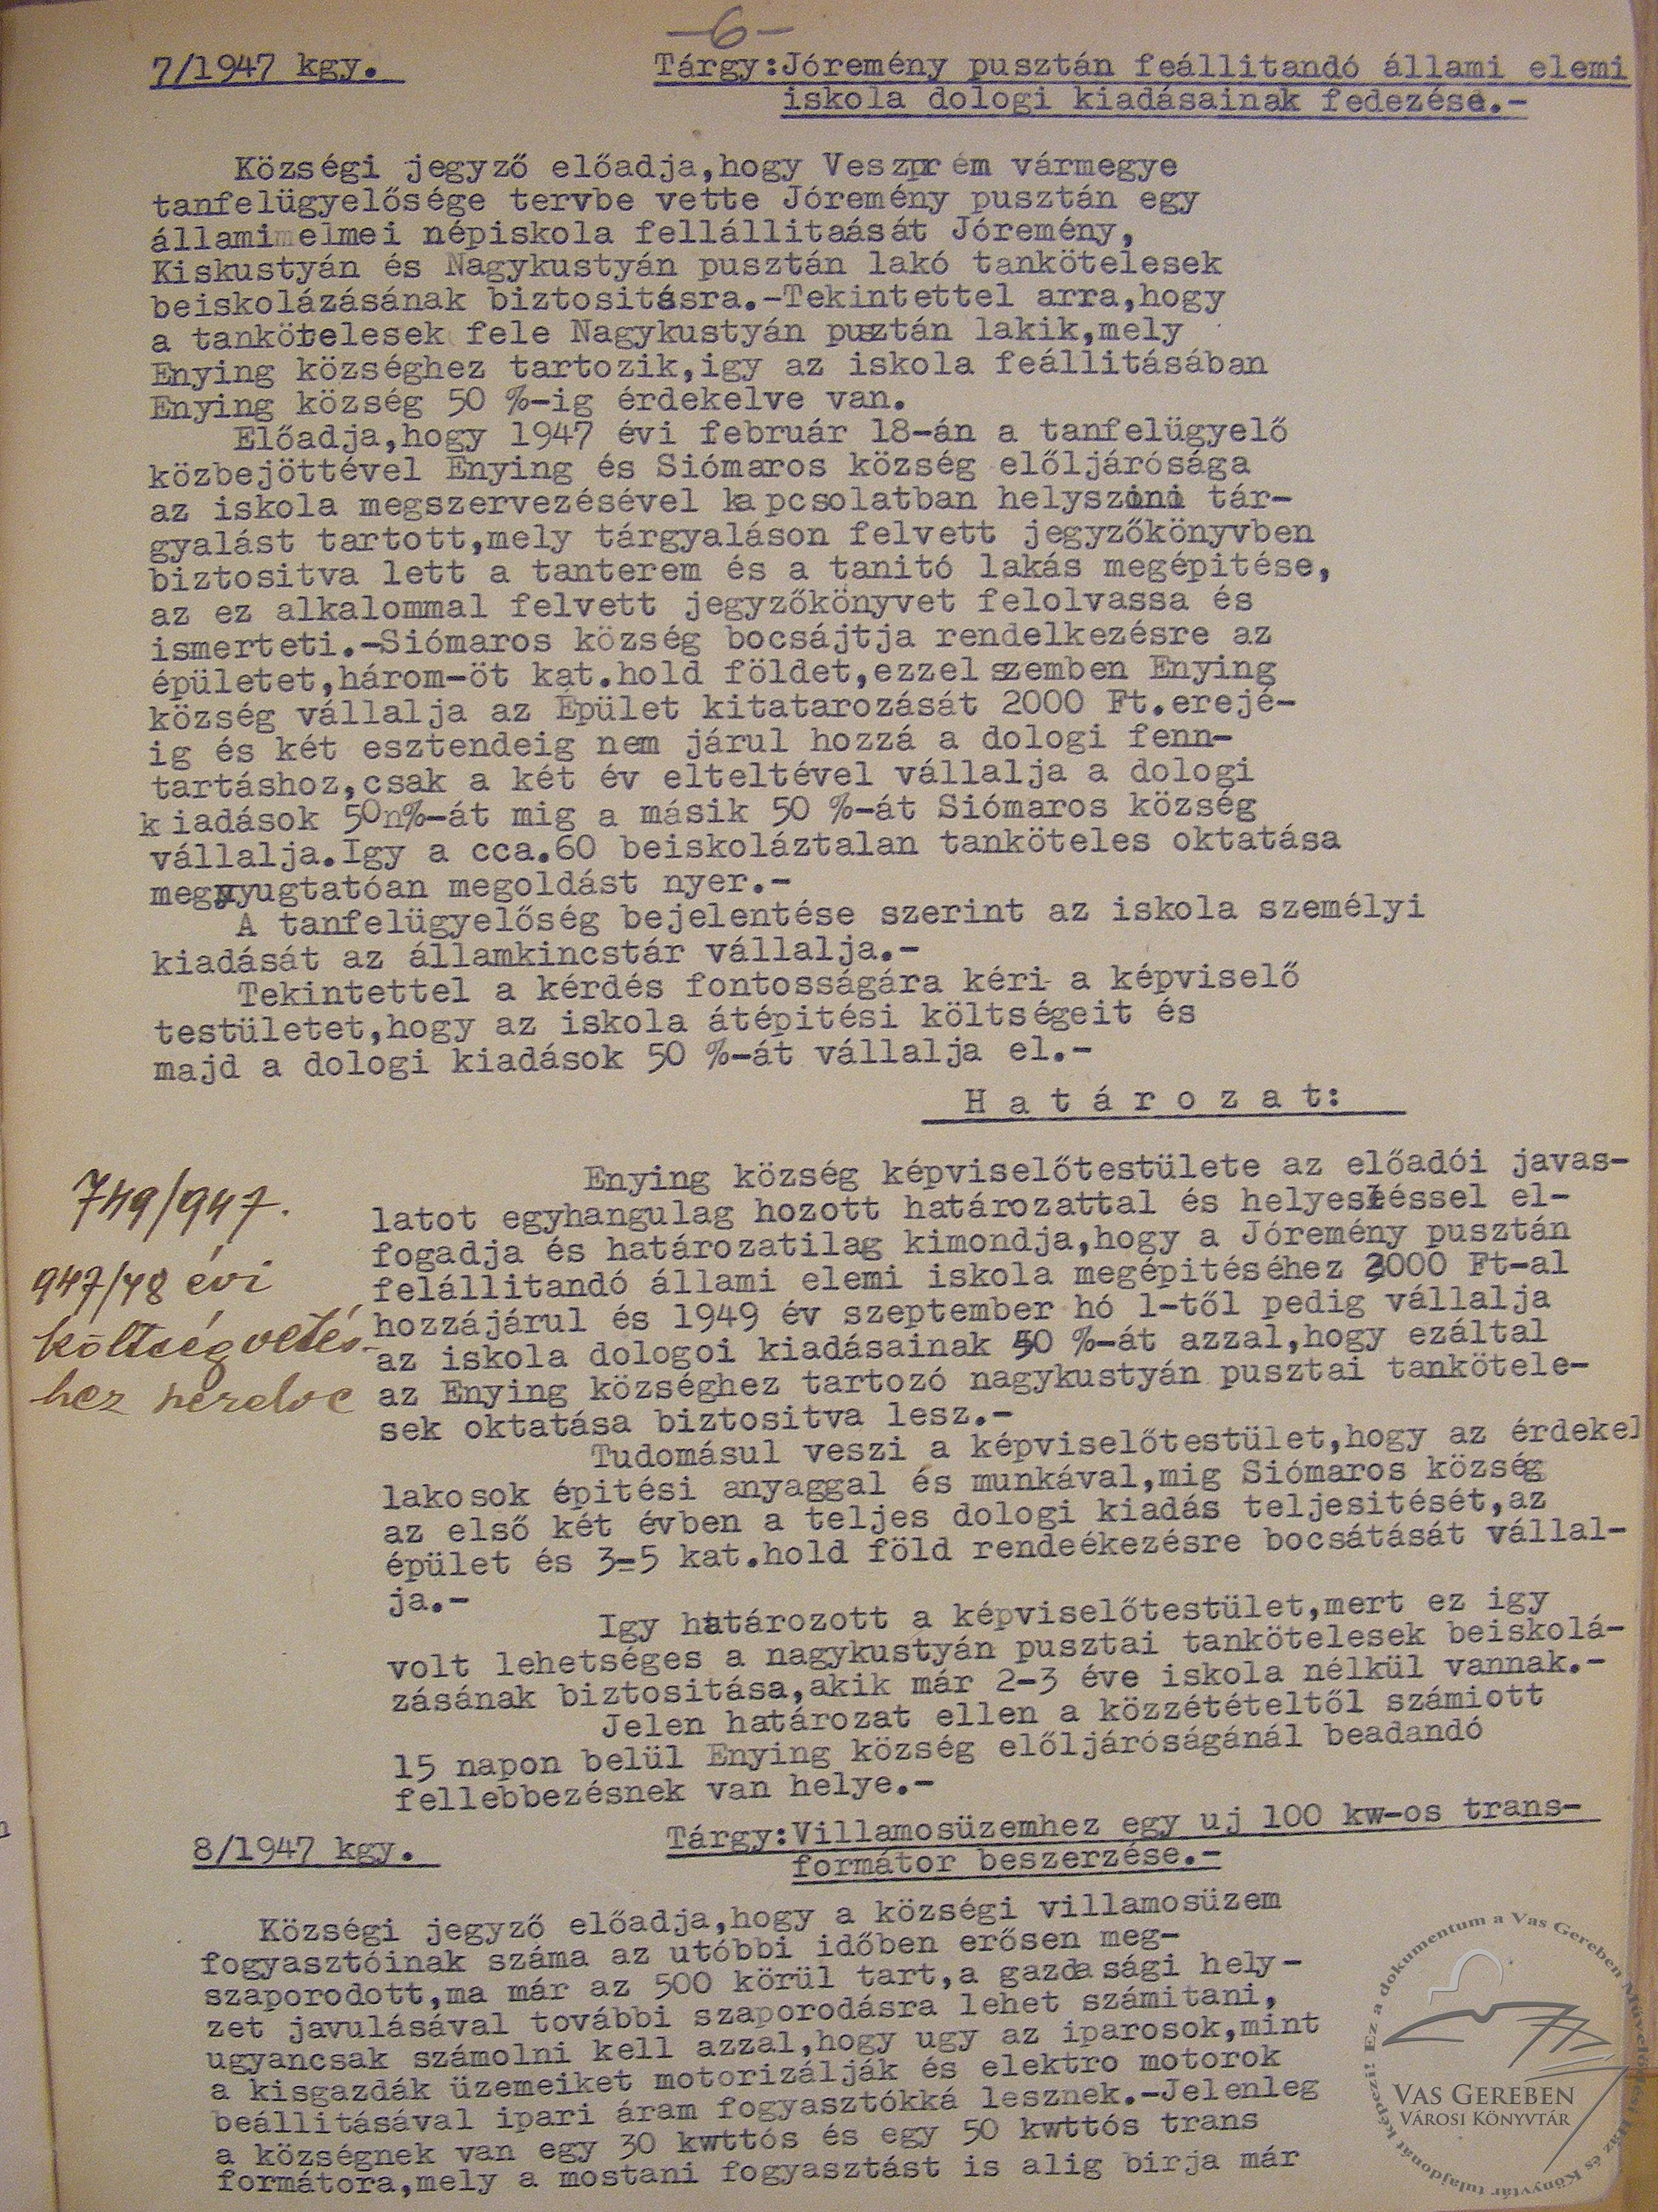 -6-
7/1947 kgy.
Tárgy:Jóremény pusztán feállitandó állami elemi
iskola dologi kiadásainak fedezése.-
Községi jegyző előadja,hogy Veszprém vármegye
tanfelügyelősége tervbe vette Jóremény pusztán egy
államimelmei népiskola fellállitaását Jóremény,
Kiskustyán és Nagykustyán pusztán lakó tankötelesek
beiskolázásának biztositásra.-Tekintettel arra,hogy
a tankötelesek fele Nagykustyán pusztán lakik,mely
Enying községhez tartozik,igy az iskola feállitásában
Enying község 50 %-ig érdekelve van.
Előadja,hogy 1947 évi február 18-án a tanfelügyelő
közbejöttével Enying és Siómaros község előljárósága
az iskola megszervezésével kapcsolatban helyszini tár-
gyalást tartott,mely tárgyaláson felvett jegyzőkönyvben
biztositva lett a tanterem és a tanitó lakás megépitése,
az ez alkalommal felvett jegyzőkönyvet felolvassa és
ismerteti.-Siómaros község bocsájtja rendelkezésre az
épületet,három-öt kat.hold földet,ezzel szemben Enying
község vállalja az Épület kitatarozását 2000 Ft.erejé-
ig és két esztendeig nem járul hozzá a dologi fenn-
tartáshoz,csak a két év elteltével vállalja a dologi
kiadások 50n%-át mig a másik 50 %-át Siómaros község
vállalja.Igy a cca.60 beiskoláztalan tanköteles oktatása
megnyugtatóan megoldást nyer.-
A tanfelügyelőség bejelentése szerint az iskola személyi
kiadását az államkincstár vállalja.-
Tekintettel a kérdés fontosságára kéri a képviselő
testületet,hogy az iskola átépitési költségeit és
majd a dologi kiadások 50 %-át vállalja el.-
H a t á r o z a t:
749/947.
947/48 évi
költségvetés-
hez
Enying község képviselőtestülete az előadói javas-
latot egyhangulag hozott határozattal és helyesléssel el-
fogadja és határozatilag kimondja,hogy a Jóremény pusztán
felállitandó állami elemi iskola megépitéséhez Ft-al
hozzájárul és 1949 év szeptember hó 1-től pedig vállalja
az iskola dologoi kiadásainak 50 %-át azzal,hogy ezáltal
az Enying községhez tartozó nagykustyán pusztai tankötele-
sek oktatása biztositva lesz.-
Tudomásul veszi a képviselőtestület,hogy az érdekel
lakosok épitési anyaggal és munkával,mig Siómaros község
az első két évben a teljes dologi kiadás teljesitését,az
épület és 3=5 kat.hold föld rendeékezésre bocsátását vállal-
ja.-
Igy határozott a képviselőtestület,mert ez igy
volt lehetséges a nagykustyán pusztai tankötelesek beiskolá-
zásának biztositása,akik már 2-3 éve iskola nélkül vannak.-
Jelen határozat ellen a közzétételtől számiott
15 napon belül Enying község előljáróságánál beadandó
fellebbezésnek van helye.-
8/1947 kgy.
Tárgy:Villamosüzemhez egy uj 100 kw-os trans-
formátor beszerzése.-
Községi jegyző előadja,hogy a községi villamosüzem
fogyasztóinak száma az utóbbi időben erősen meg-
szaporodott,ma már az 500 körül tart,a gazdasági hely-
zet javulásával további szaporodásra lehet számitani,
ugyancsak számolni kell azzal,hogy ugy az iparosok,mint
a kisgazdák üzemeiket motorizálják és elektro motorok
beállitásával ipari áram fogyasztókká lesznek.-Jelenleg
a községnek van egy 30 kwttós és egy 50 kwttós trans
formátora,mely a mostani fogyasztást is alig birja már
Ez a dokumentum a Vas Gereben Művelődési Ház és Könyvtár tulajdonát képezi!
VAS GEREBEN
VÁROSI KÖNYVTÁR